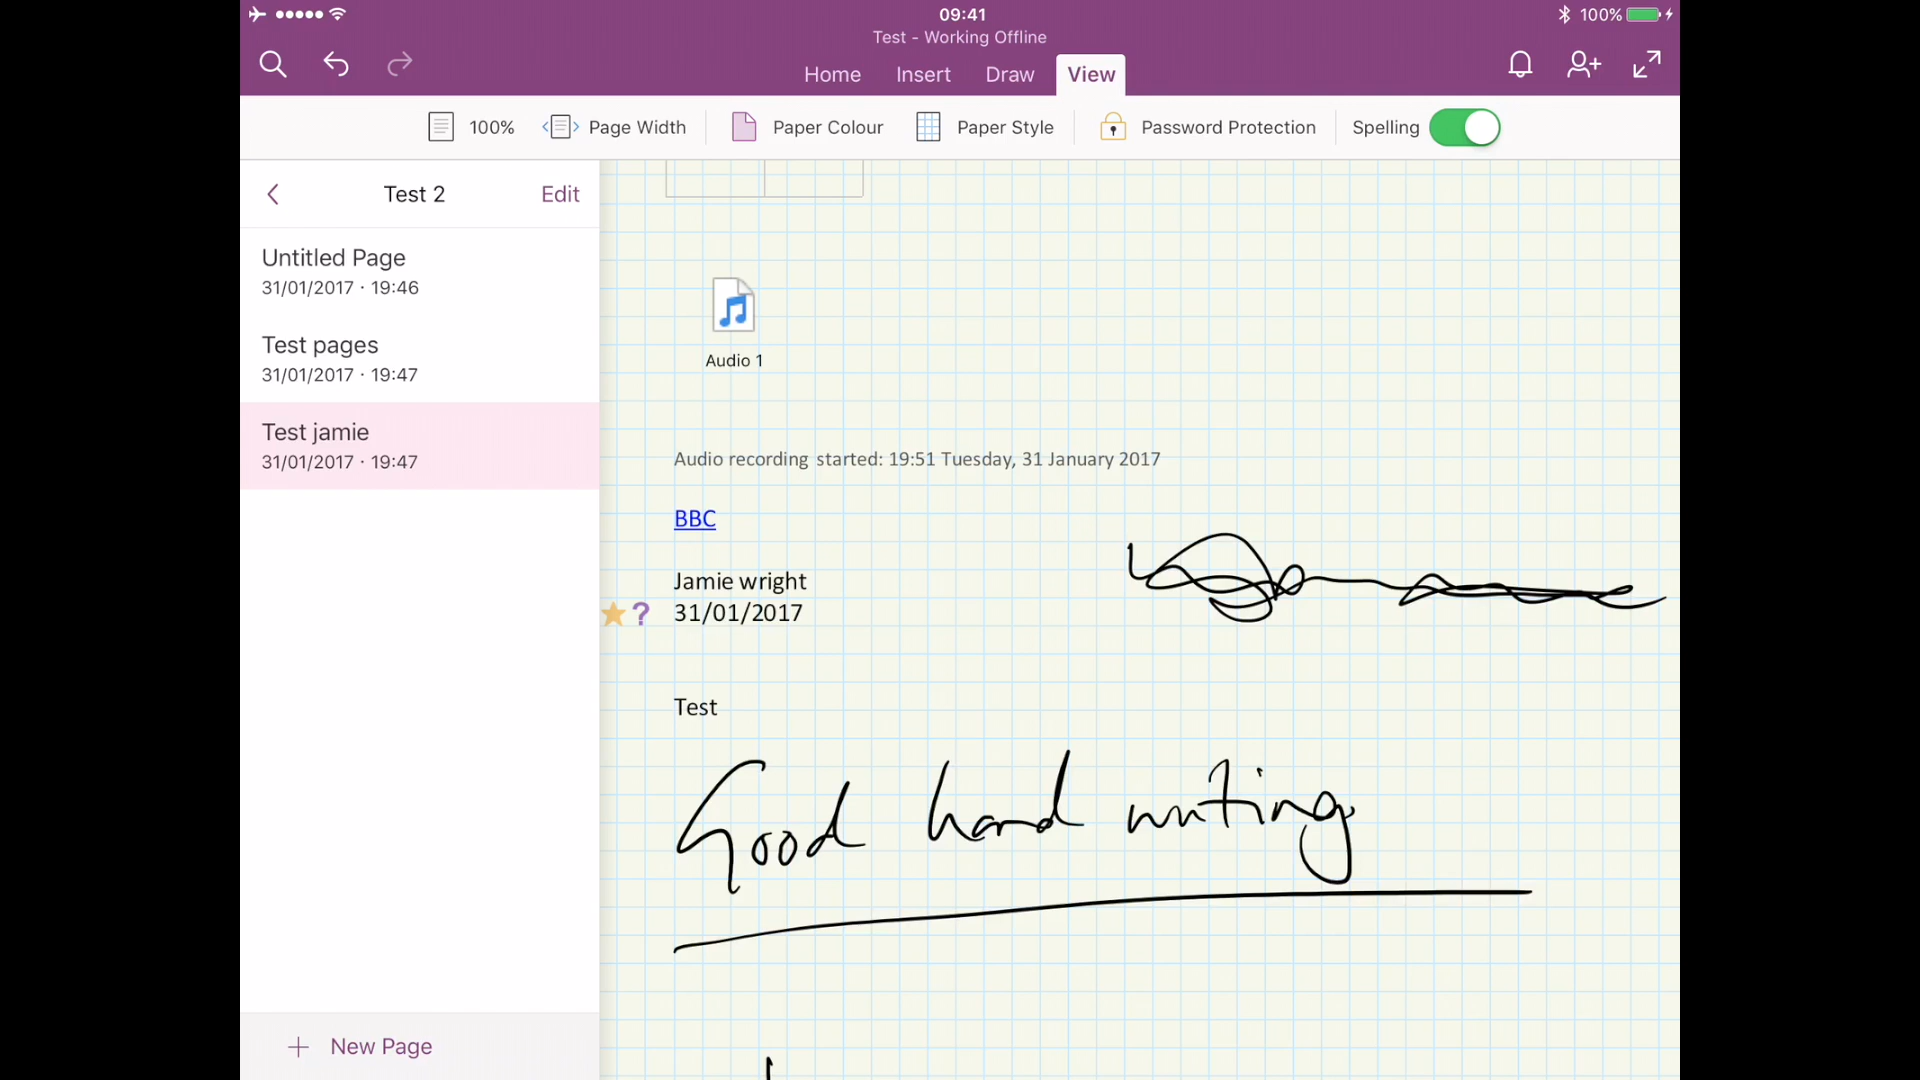 09:41
100%
Test - Working Offline
Home
Insert
Draw
View
100%
Page Width
Paper Colour
Paper Style
Password Protection
Spelling
Test 2
Edit
Untitled Page
31/01/2017 · 19:46
Test pages
31/01/2017 · 19:47
Test jamie
31/01/2017 · 19:47
New Page
Audio 1
Audio recording started: 19:51 Tuesday, 31 January 2017
BBC
Jamie wright
? 31/01/2017
Test
Good hand writing